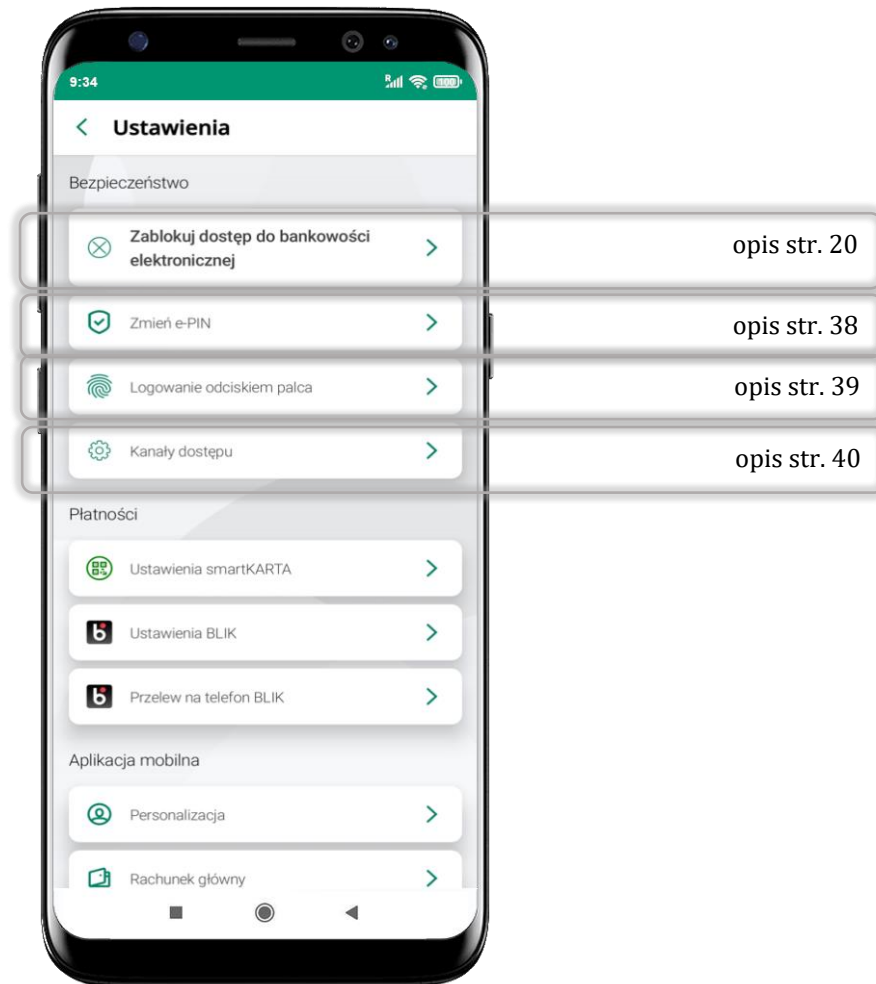 9:34
R
100
Ustawienia
Bezpieczeństwo
Zablokuj dostęp do bankowości
elektronicznej
opis str. 20
Zmień e-PIN
opis str. 38
Logowanie odciskiem palca
opis str. 39
Kanały dostępu
opis str. 40
Płatności
Ustawienia smartKARTA
Ustawienia BLIK
Przelew na telefon BLIK
Aplikacja mobilna
Personalizacja
Rachunek główny